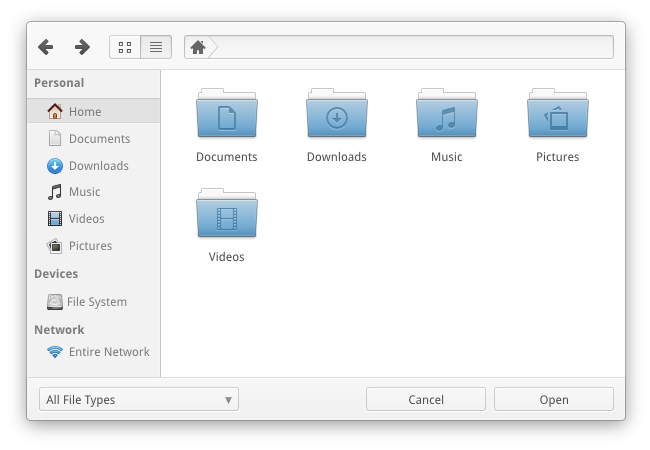 Personal
Home
Documents
Downloads
Music
Videos
Pictures
Devices
File System
Network
Entire Network
Documents
Downloads
Music
Pictures
Videos
All File Types
Cancel
Open